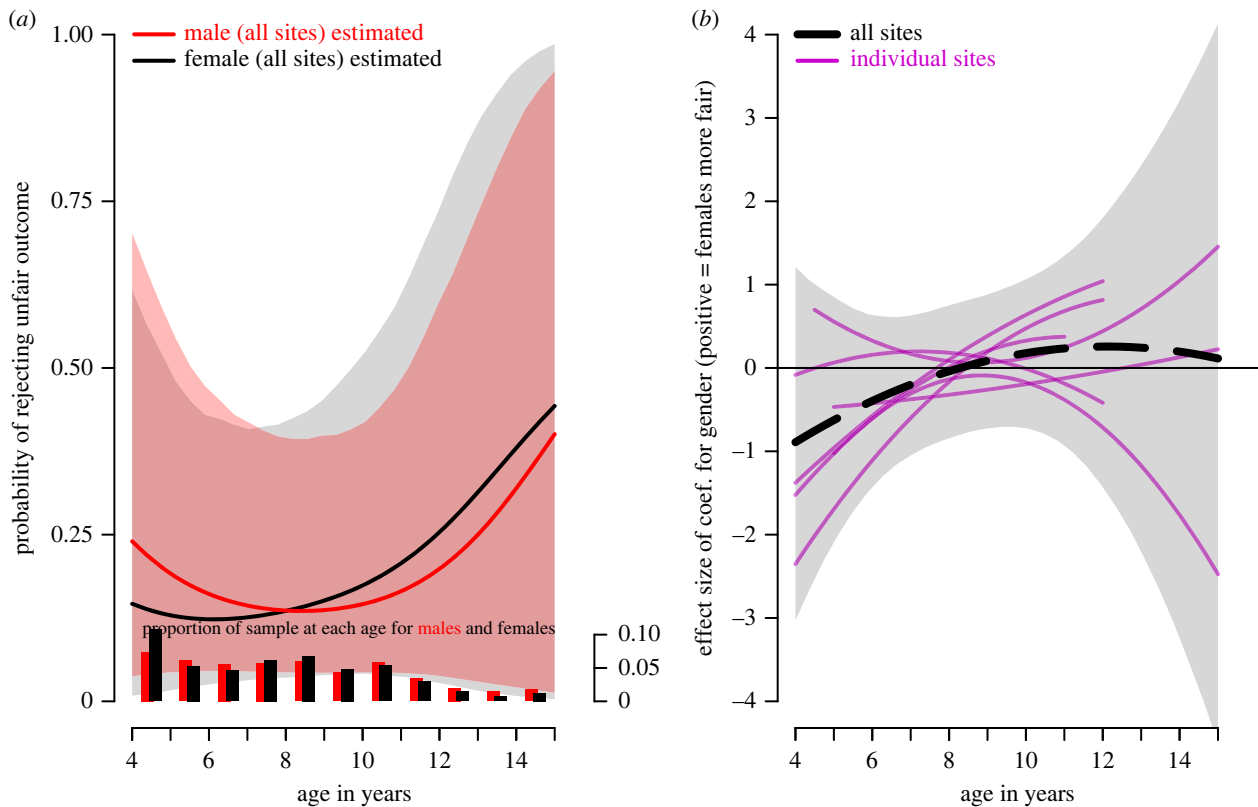 (a)
male (all sites) estimated
female (all sites) estimated
probability of rejecting unfair outcome
1.00
0.75
0.50
0.25
0
proportion of sample at each age for males and females
0.10
0.05
0
4 6 8 10 12 14
age in years
(b)
all sites
individual sites
effect size of coef. for gender (positive = females more fair)
4
3
2
1
0
–1
–2
–3
–4
4 6 8 10 12 14
age in years